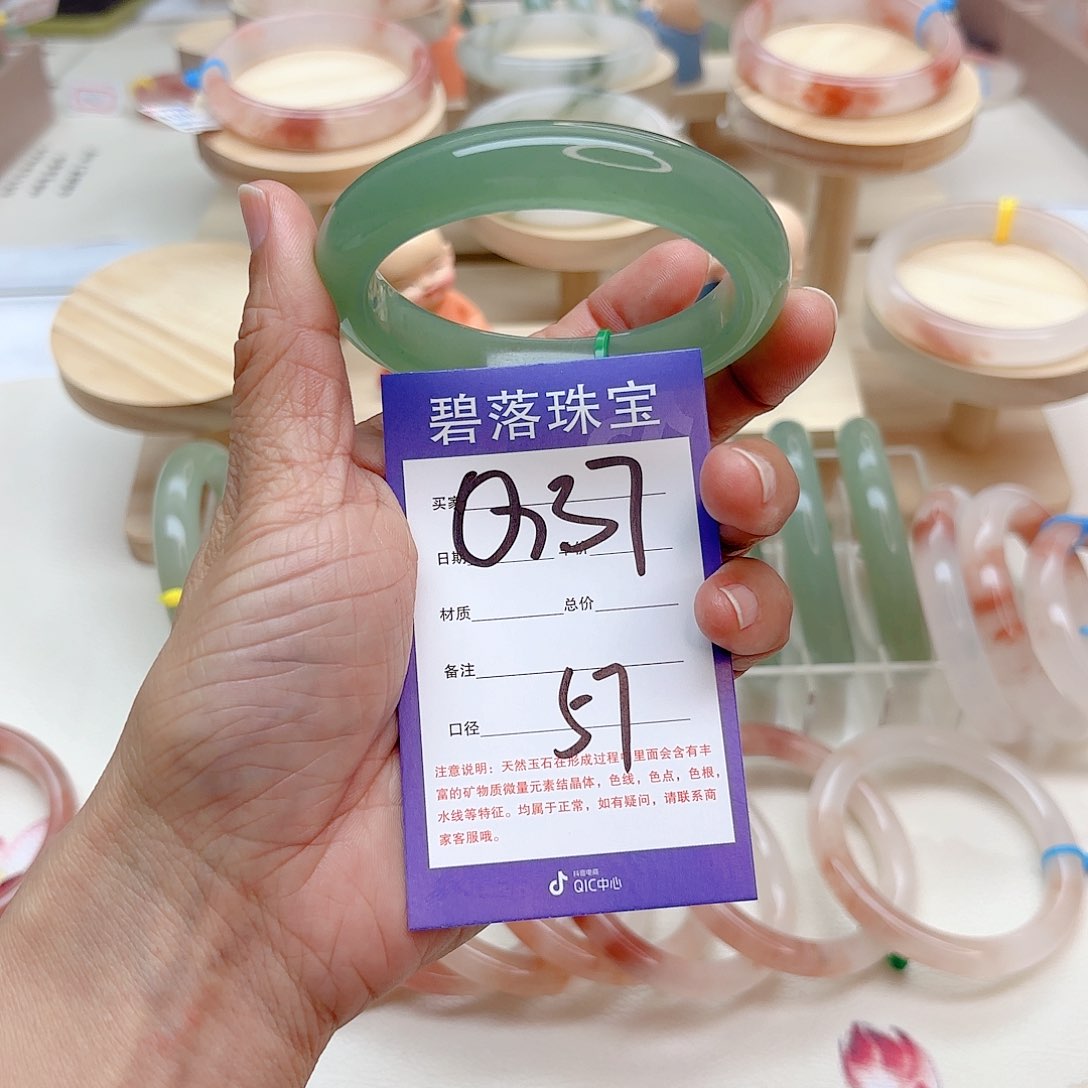 碧落珠宝
买家
Q37
日期
材质 总价
备注
57
口径
注意说明：天然玉石在形成过程中里面会含有丰
富的矿物质微量元素结晶体，色线，色点，色根，
水线等特征。均属于正常，如有疑问，请联系商
家客服哦。
抖音电商
QIC中心